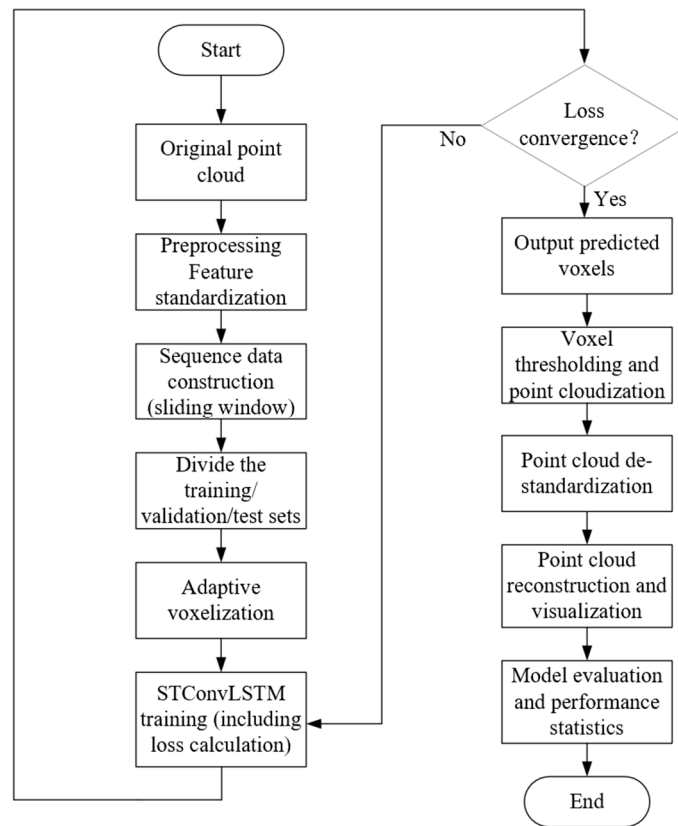 Start
Original point
cloud
Preprocessing
Feature
standardization
Sequence data
construction
(sliding window)
Divide the
training/
validation/test sets
Adaptive
voxelization
STConvLSTM
training (including
loss calculation)
Loss
convergence?
No
Yes
Output predicted
voxels
Voxel
thresholding and
point cloudization
Point cloud de-
standardization
Point cloud
reconstruction and
visualization
Model evaluation
and performance
statistics
End